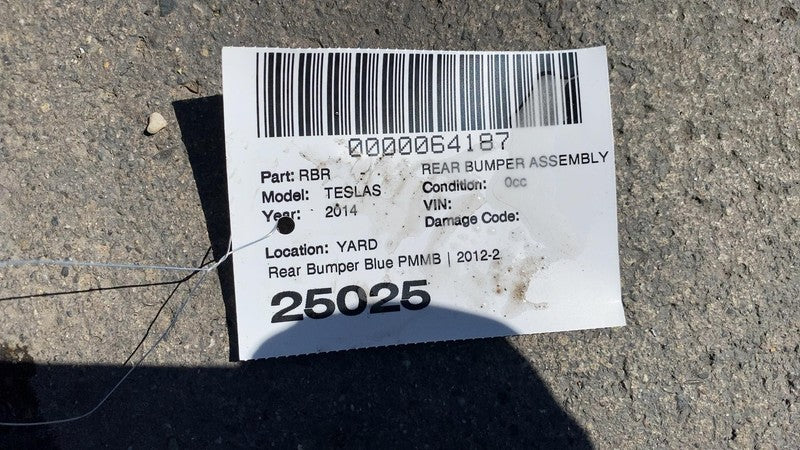 0000064187
Part: RBR - REAR BUMPER ASSEMBLY
Model: TESLAS Condition: 0cc
Year: 2014 VIN:
Damage Code:
Location: YARD
Rear Bumper Blue PMMB | 2012-2
25025